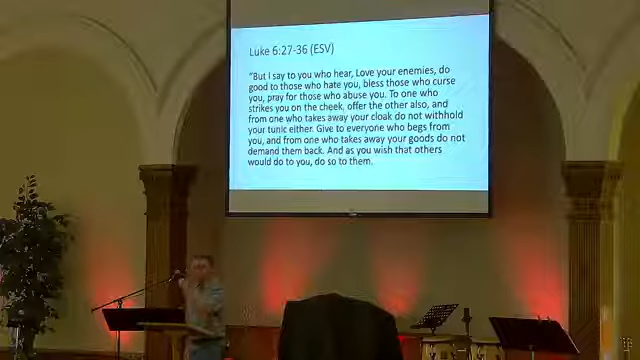 Luke 6:27-36 (ESV)
"But I say to you who hear, Love your enemies, do
good to those who hate you, bless those who curse
you, pray for those who abuse you. To one who
strikes you on the cheek, offer the other also, and
from one who takes away your cloak do not withhold
your tunic either. Give to everyone who begs from
you, and from one who takes away your goods do not
demand them back. And as you wish that others
would do to you, do so to them.